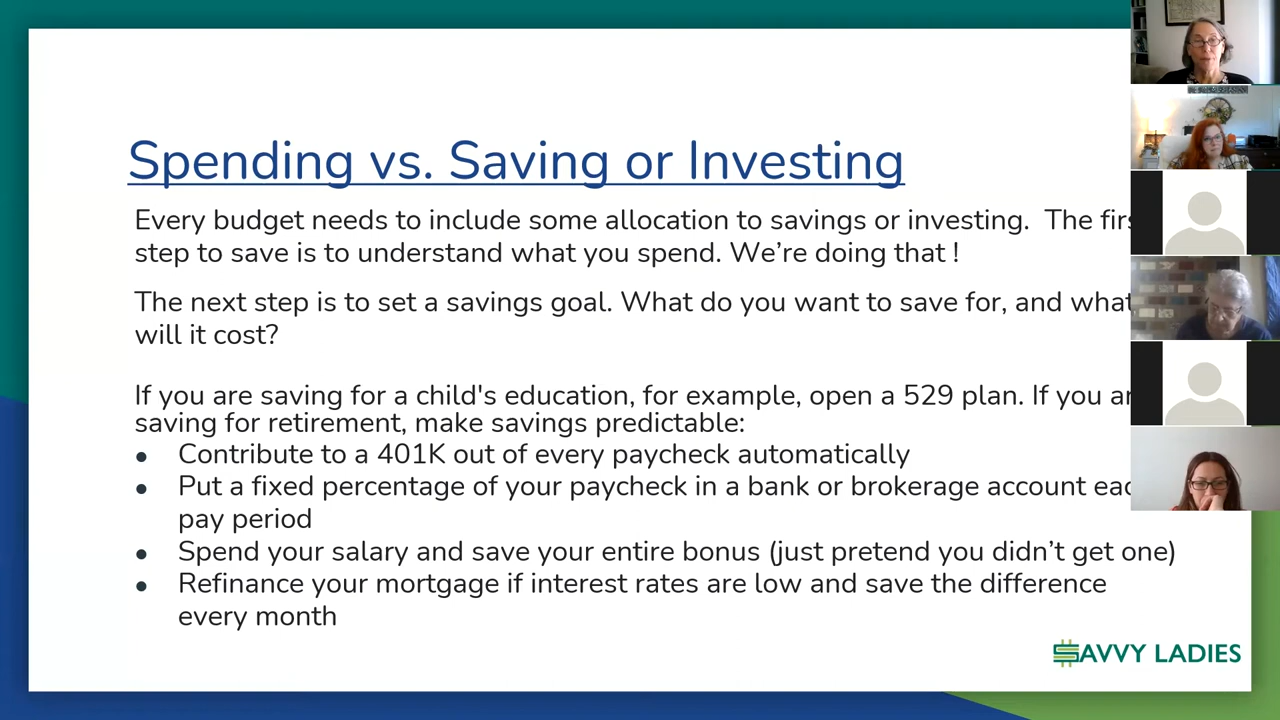 Spending vs. Saving or Investing
Every budget needs to include some allocation to savings or investing.  The firs
step to save is to understand what you spend. We’re doing that !
The next step is to set a savings goal. What do you want to save for, and what
will it cost?
If you are saving for a child's education, for example, open a 529 plan. If you ar
saving for retirement, make savings predictable:
● Contribute to a 401K out of every paycheck automatically
● Put a fixed percentage of your paycheck in a bank or brokerage account eac
pay period
● Spend your salary and save your entire bonus (just pretend you didn’t get one)
● Refinance your mortgage if interest rates are low and save the difference
every month
SAVVY LADIES